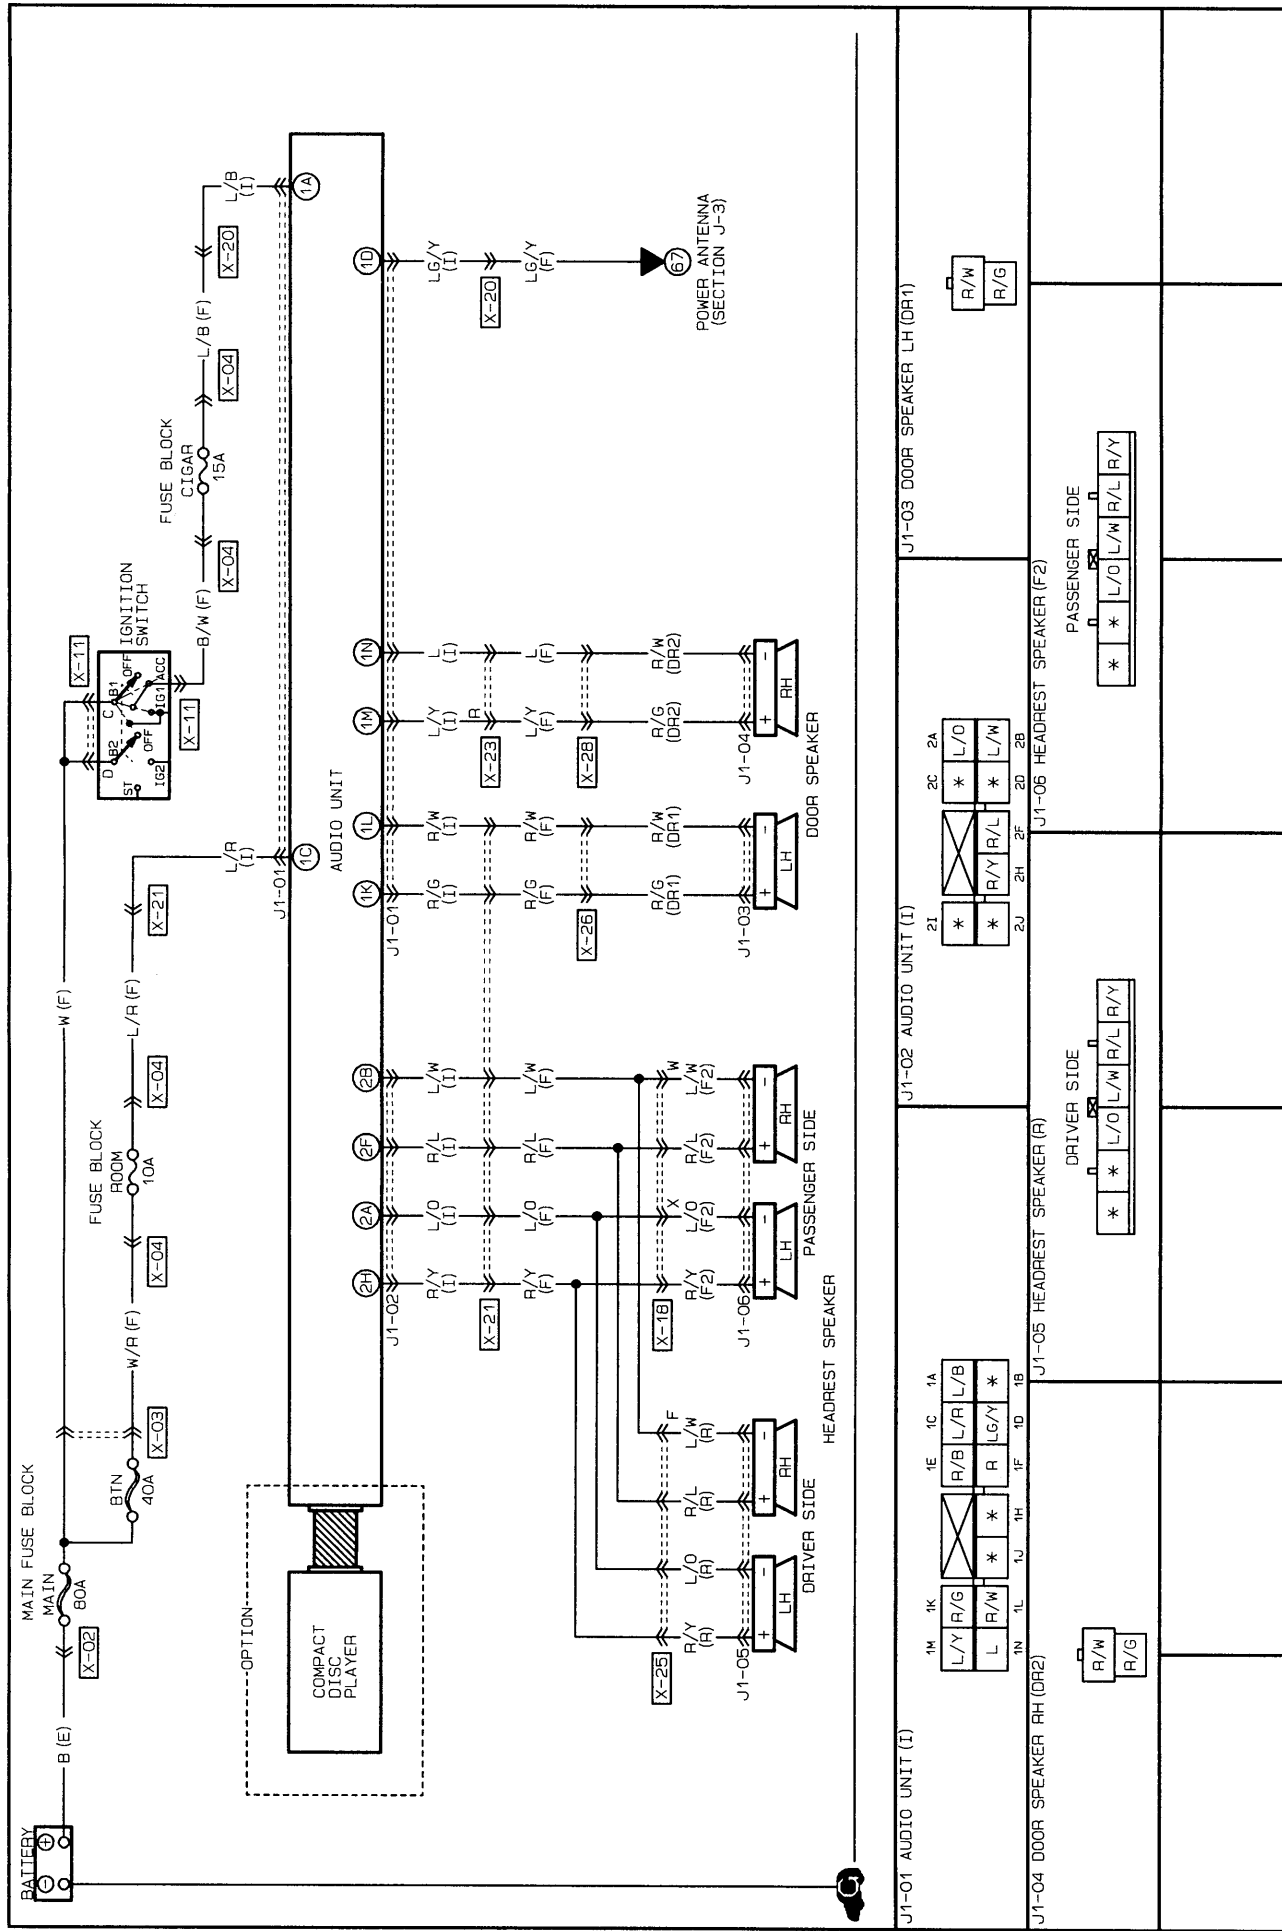 BATTERY
B (E)
X-02
MAIN FUSE BLOCK
MAIN
80A
BTN
40A
X-03
W (F)
W/R (F)
X-04
FUSE BLOCK
ROOM
10A
X-04
L/R (F)
X-21
L/R
(I)
X-11
IGNITION
SWITCH
D B2
C B1
OFF
OFF
ST
IG2
IG1
ACC
X-11
B/W (F)
X-04
FUSE BLOCK
CIGAR
15A
X-04
L/B (F)
X-20
L/B
(I)
OPTION
COMPACT
DISC
PLAYER
J1-01
1C
1A
AUDIO UNIT
2H 2A 2F 2B 1K 1L 1M 1N 1D
J1-02
J1-01
R/Y (I)
L/O (I)
R/L (I)
L/W (I)
R/G (I)
R/W (I)
L/Y (I)
L (I)
LG/Y (I)
X-21
X-23
R
X-20
R/Y (F)
L/O (F)
R/L (F)
L/W (F)
R/G (F)
R/W (F)
L/Y (F)
L (F)
LG/Y (F)
67
POWER ANTENNA
(SECTION J-3)
X-25
F
X-18
X
W
X-26
X-28
R/Y (R)
L/O (R)
R/L (R)
L/W (R)
R/Y (F2)
L/O (F2)
R/L (F2)
L/W (F2)
R/G (DR1)
R/W (DR1)
R/G (DR2)
R/W (DR2)
J1-05
J1-06
J1-03
J1-04
+ LH -
+ RH -
+ LH -
+ RH -
+ LH -
+ RH -
DRIVER SIDE
PASSENGER SIDE
HEADREST SPEAKER
DOOR SPEAKER
J1-01 AUDIO UNIT (I)
1M 1K 1E 1C 1A
L/Y R/G R/B L/R L/B
L R/W * * R LG/Y *
1N 1L 1J 1H 1F 1D 1B
J1-02 AUDIO UNIT (I)
2I 2C 2A
* * L/O
* R/Y R/L * L/W
2J 2H 2F 2D 2B
J1-03 DOOR SPEAKER LH (DR1)
R/W
R/G
J1-04 DOOR SPEAKER RH (DR2)
R/W
R/G
J1-05 HEADREST SPEAKER (R)
DRIVER SIDE
* * L/O L/W R/L R/Y
J1-06 HEADREST SPEAKER (F2)
PASSENGER SIDE
* * L/O L/W R/L R/Y